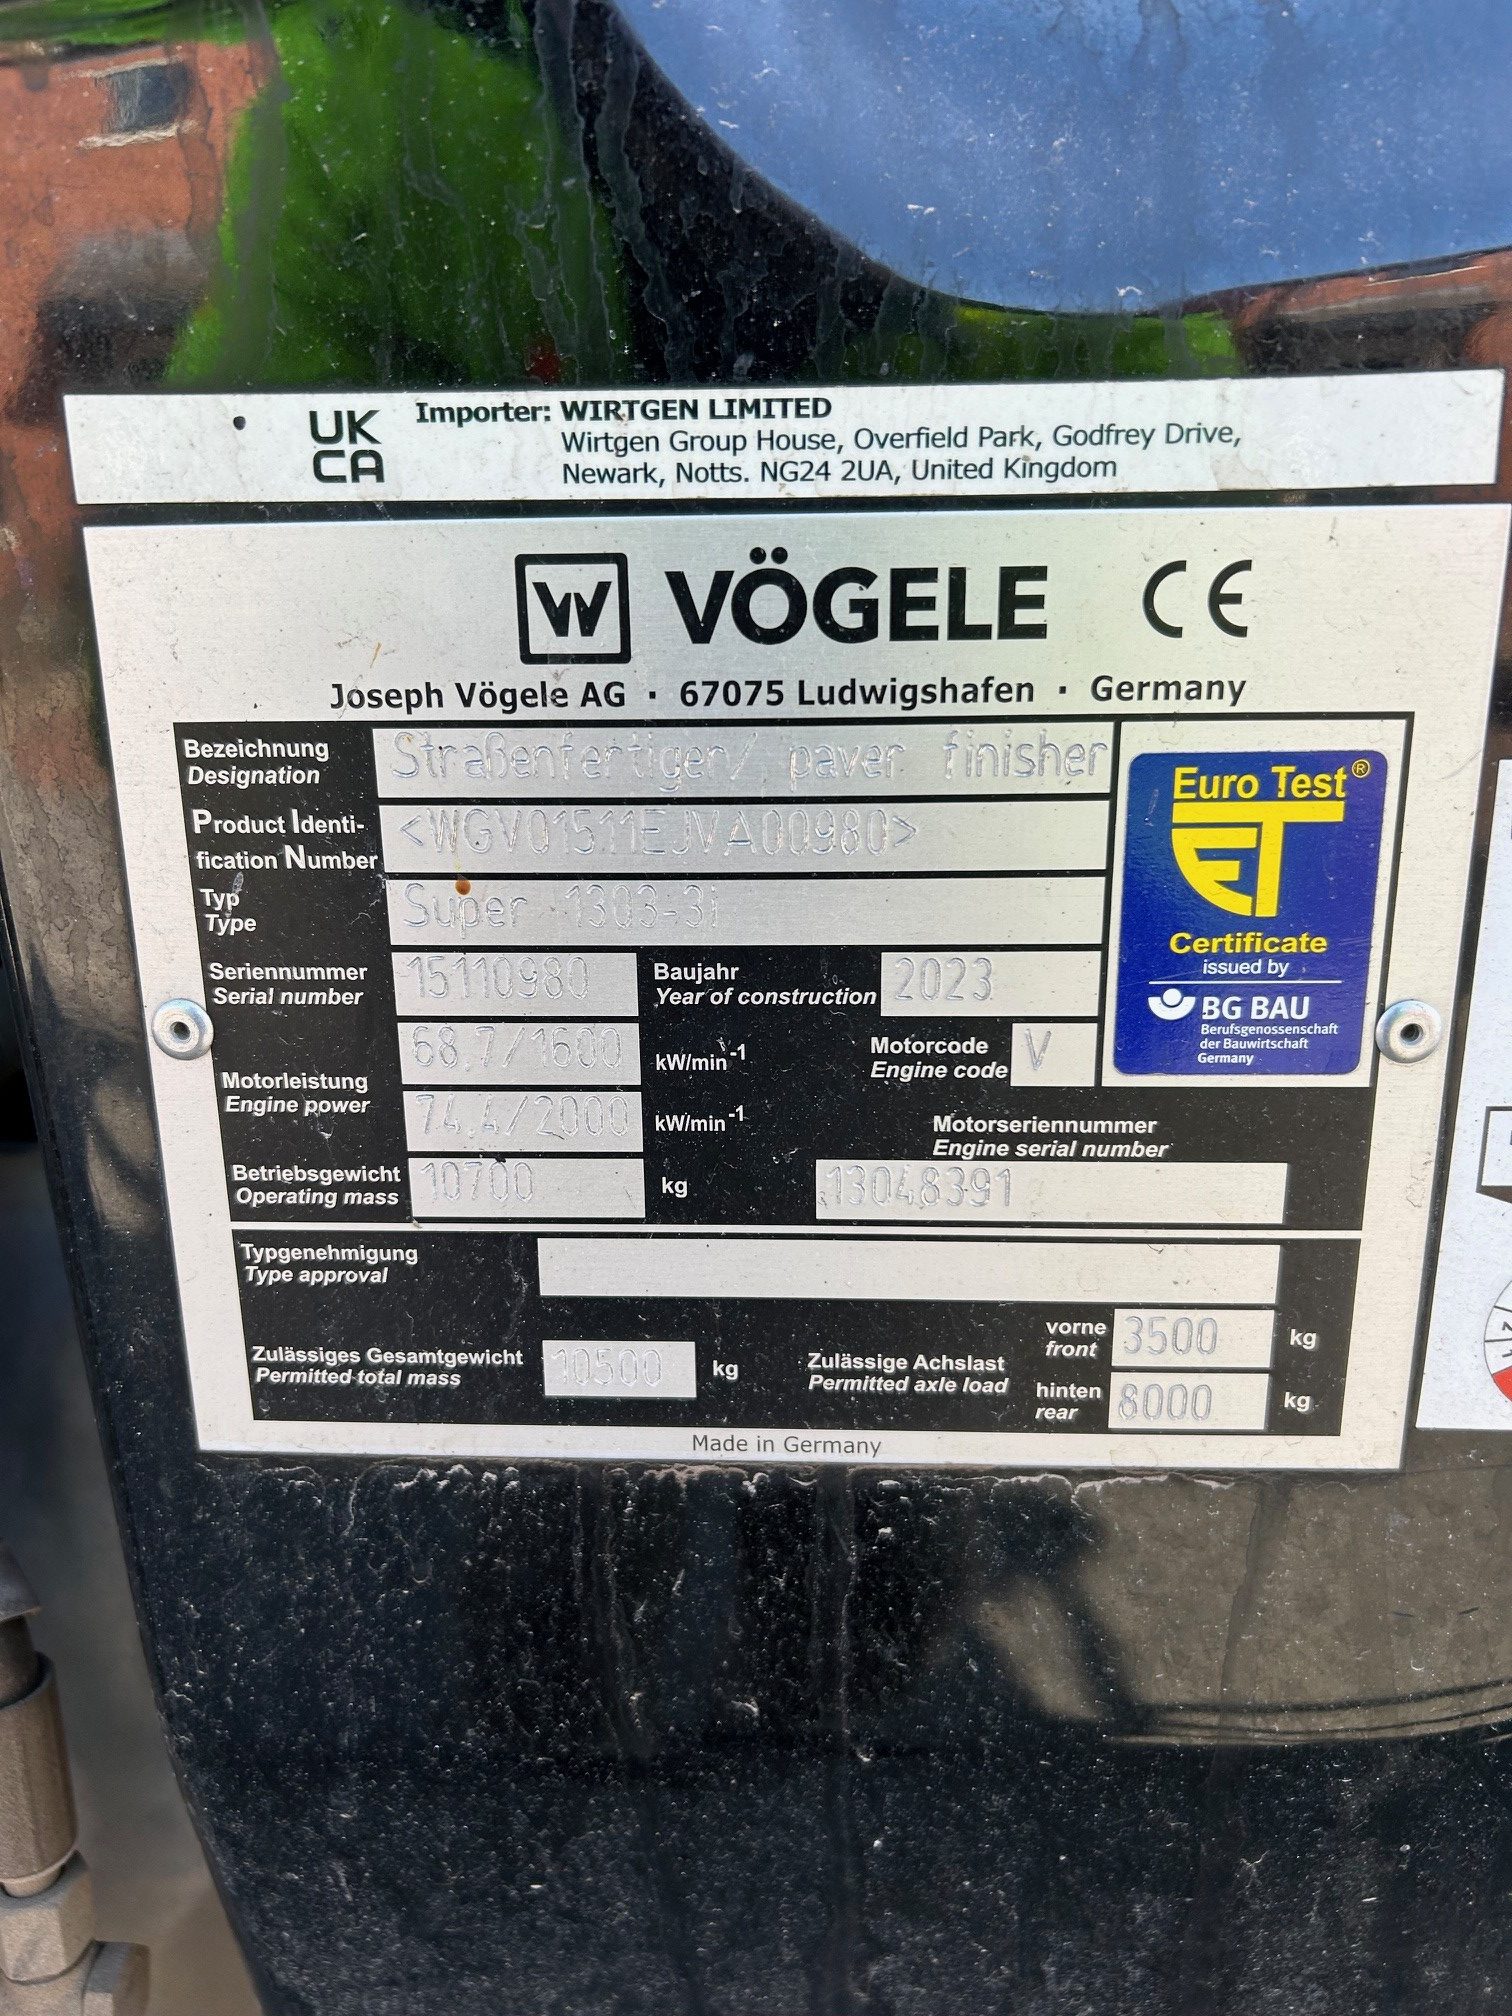 UK
CA
Importer: WIRTGEN LIMITED
Wirtgen Group House, Overfield Park, Godfrey Drive,
Newark, Notts. NG24 2UA, United Kingdom
W VÖGELE CE
Joseph Vögele AG · 67075 Ludwigshafen · Germany
Bezeichnung
Designation
Straßenfertiger/ paver finisher
Product Identi-
fication Number
<WGV01511EJVA00980>
Typ
Type
Super 1303-3i
Seriennummer
Serial number
15110980
Baujahr
Year of construction
2023
Motorleistung
Engine power
68.7/1600 kW/min-1
74.4/2000 kW/min-1
Motorcode
Engine code
V
Motorseriennummer
Engine serial number
13048391
Betriebsgewicht
Operating mass
10700 kg
Euro Test®
ET
Certificate
issued by
BG BAU
Berufsgenossenschaft
der Bauwirtschaft
Germany
Typgenehmigung
Type approval
Zulässiges Gesamtgewicht
Permitted total mass
10500 kg
Zulässige Achslast
Permitted axle load
vorne
front
3500 kg
hinten
rear
8000 kg
Made in Germany